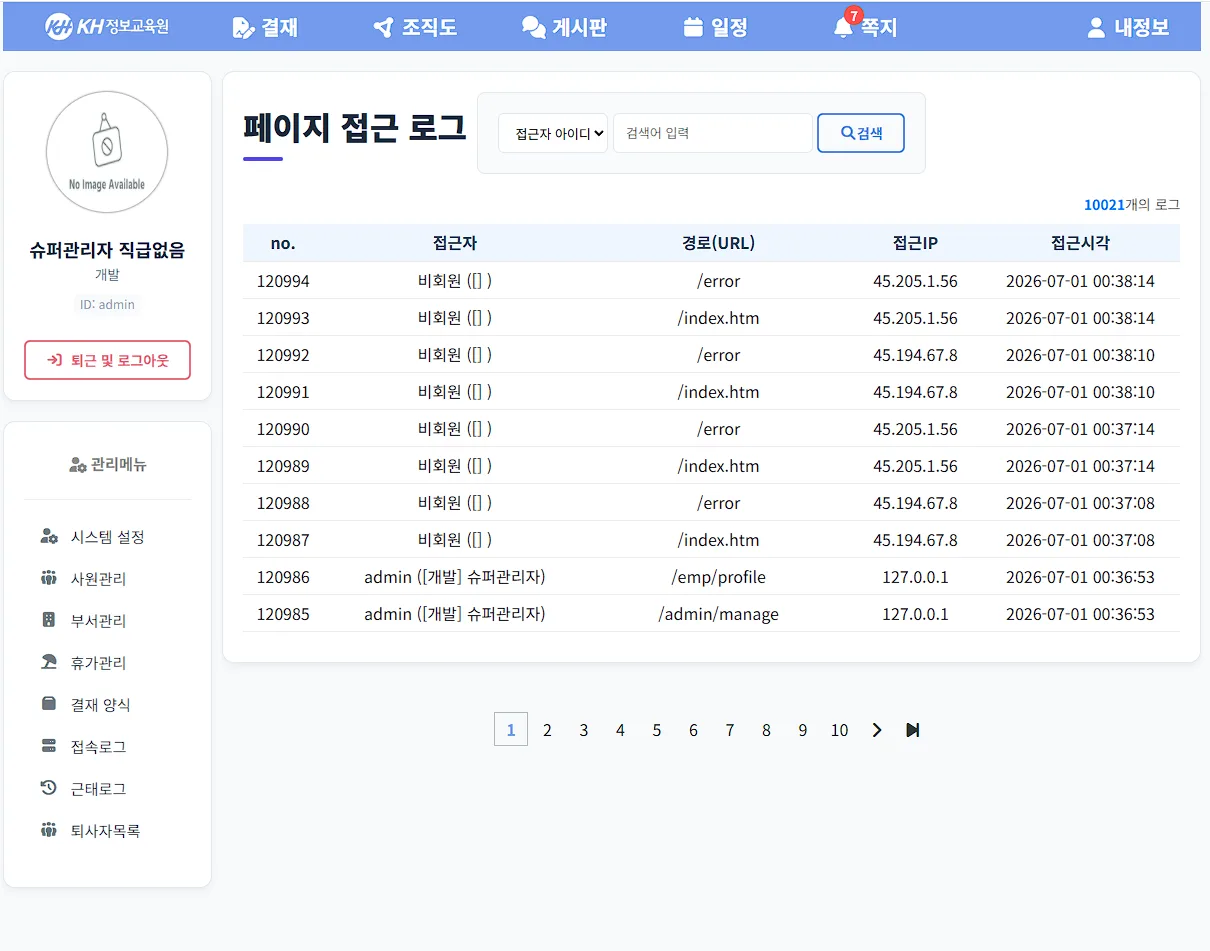 KH KH정보교육원 결재 조직도 게시판 일정 7 쪽지 내정보
No Image Available
슈퍼관리자 직급없음
개발
ID: admin
퇴근 및 로그아웃
관리메뉴
시스템 설정
사원관리
부서관리
휴가관리
결재 양식
접속로그
근태로그
퇴사자목록
페이지 접근 로그
접근자 아이디 검색어 입력 검색
10021개의 로그
no. 접근자 경로(URL) 접근IP 접근시각
120994 비회원 ([] ) /error 45.205.1.56 2026-07-01 00:38:14
120993 비회원 ([] ) /index.htm 45.205.1.56 2026-07-01 00:38:14
120992 비회원 ([] ) /error 45.194.67.8 2026-07-01 00:38:10
120991 비회원 ([] ) /index.htm 45.194.67.8 2026-07-01 00:38:10
120990 비회원 ([] ) /error 45.205.1.56 2026-07-01 00:37:14
120989 비회원 ([] ) /index.htm 45.205.1.56 2026-07-01 00:37:14
120988 비회원 ([] ) /error 45.194.67.8 2026-07-01 00:37:08
120987 비회원 ([] ) /index.htm 45.194.67.8 2026-07-01 00:37:08
120986 admin ([개발] 슈퍼관리자) /emp/profile 127.0.0.1 2026-07-01 00:36:53
120985 admin ([개발] 슈퍼관리자) /admin/manage 127.0.0.1 2026-07-01 00:36:53
1 2 3 4 5 6 7 8 9 10